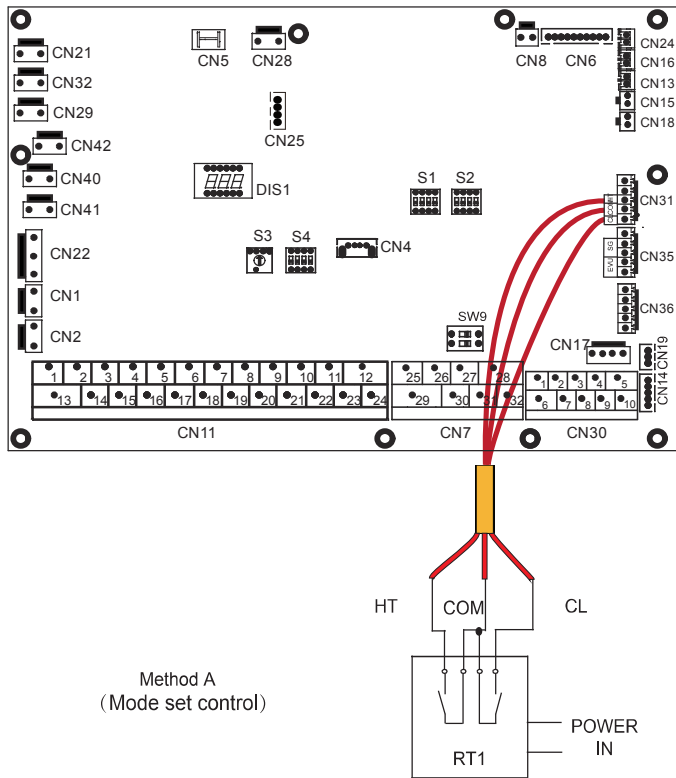 CN21
CN32
CN29
CN42
CN40
CN41
CN22
CN1
CN2
CN5
CN28
CN25
DIS1
S3
S4
CN4
S1
S2
SW9
CN8
CN6
CN24
CN16
CN13
CN15
CN18
CN31
CN35
SG
EVU
CN36
CN17
CN19
CN14
1 2 3 4 5 6 7 8 9 10 11 12
13 14 15 16 17 18 19 20 21 22 23 24
CN11
25 26 27 28
29 30 31 32
CN7
1 2 3 4 5
6 7 8 9 10
CN30
HT COM CL
Method A
(Mode set control)
RT1
POWER
IN